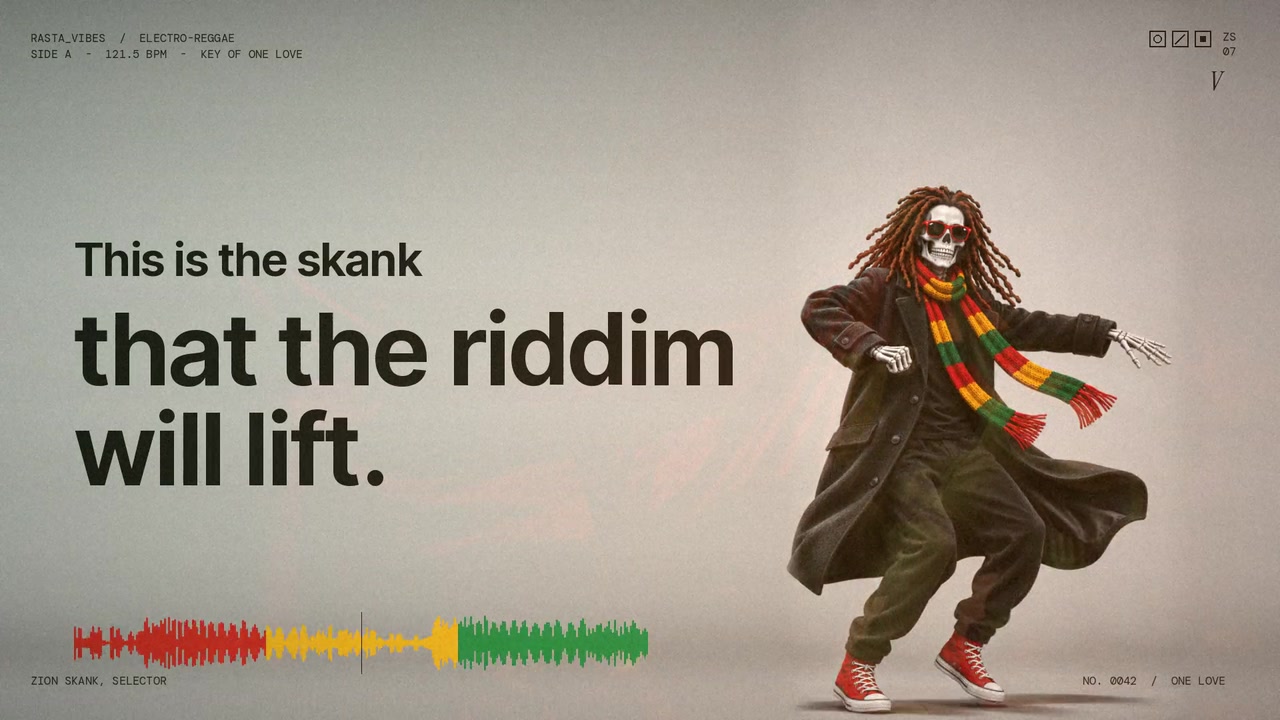 RASTA_VIBES / ELECTRO-REGGAE
SIDE A - 121.5 BPM - KEY OF ONE LOVE
ZS
07
V
This is the skank
that the riddim
will lift.
ZION SKANK, SELECTOR
NO. 0042 / ONE LOVE